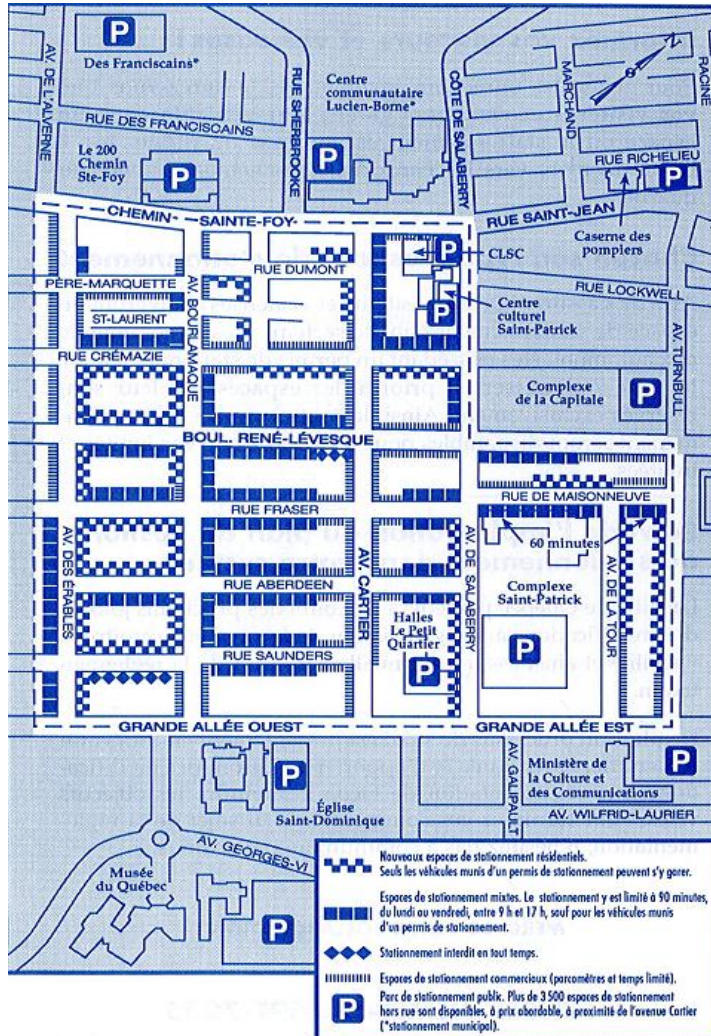 P
Des Franciscains*
AV. DE L'ALVERNE
RUE DES FRANCISCAINS
RUE SHERBROOKE
Centre
communautaire
Lucien-Borne*
P
CÔTE DE SALABERRY
MARCHAND
N
RACINE
RUE RICHELIEU
P
Caserne des
pompiers
Le 200
Chemin
Ste-Foy
P
CHEMIN SAINTE-FOY
RUE SAINT-JEAN
RUE DUMONT
P
CLSC
PÈRE-MARQUETTE
ST-LAURENT
AV. BOURLAMAQUE
P
Centre
culturel
Saint-Patrick
RUE LOCKWELL
AV. TURNBULL
RUE CRÉMAZIE
Complexe
de la Capitale
P
BOUL. RENÉ-LÉVESQUE
RUE DE MAISONNEUVE
RUE FRASER
60 minutes
AV. DES ÉRABLES
AV. CARTIER
AV. DE SALABERRY
AV. DE LA TOUR
RUE ABERDEEN
Complexe
Saint-Patrick
P
Halles
Le Petit
Quartier
P
RUE SAUNDERS
GRANDE ALLÉE OUEST
GRANDE ALLÉE EST
P
Église
Saint-Dominique
AV. GALIPAULT
Ministère de
la Culture et
des Communications
P
AV. WILFRID-LAURIER
AV. GEORGES-VI
Musée
du Québec
P
Nouveaux espaces de stationnement résidentiels.
Seuls les véhicules munis d'un permis de stationnement peuvent s'y garer.
Espaces de stationnement mixtes. Le stationnement y est limité à 90 minutes,
du lundi au vendredi, entre 9 h et 17 h, sauf pour les véhicules munis
d'un permis de stationnement.
Stationnement interdit en tout temps.
Espaces de stationnement commerciaux (parcomètres et temps limité).
P
Parc de stationnement public. Plus de 3 500 espaces de stationnement
hors rue sont disponibles, à prix abordable, à proximité de l'avenue Cartier
(*stationnement municipal).